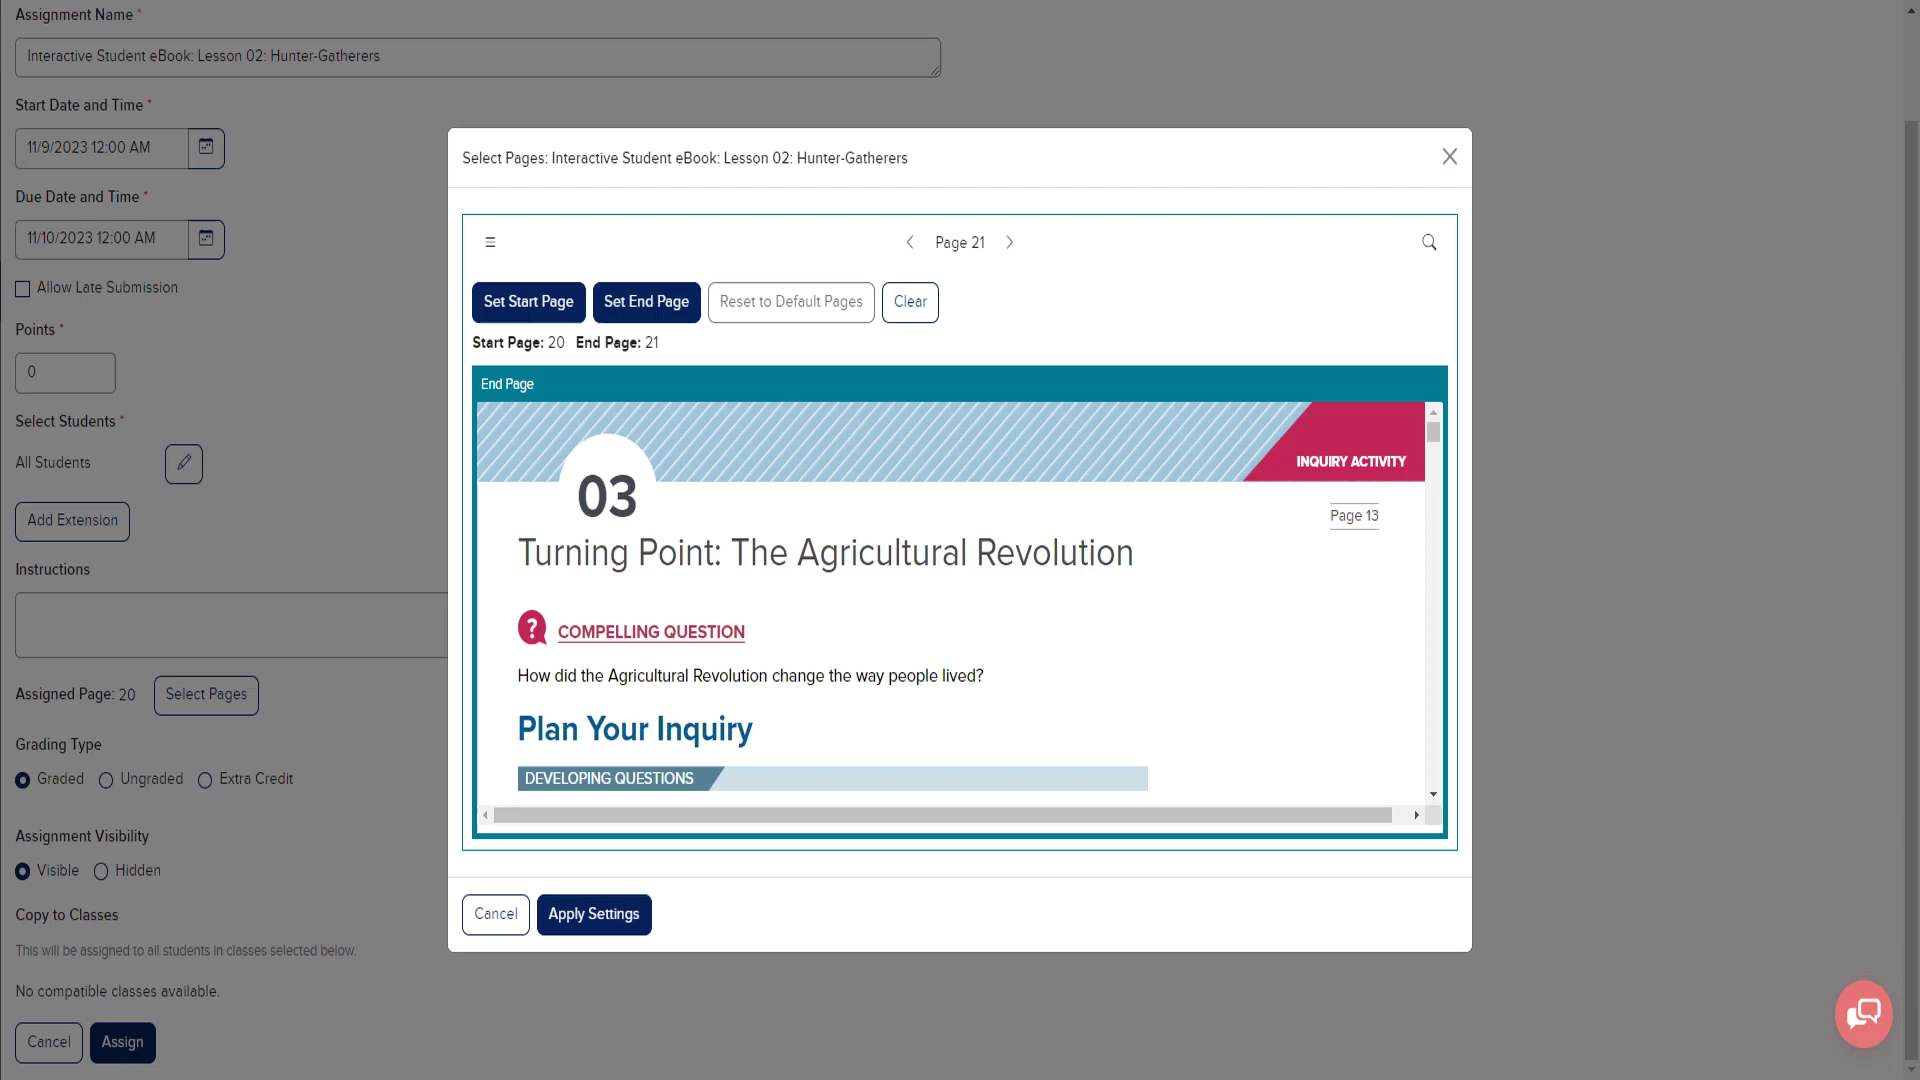 Assignment Name *
Interactive Student eBook: Lesson 02: Hunter-Gatherers
Start Date and Time *
11/9/2023 12:00 AM
Due Date and Time *
11/10/2023 12:00 AM
Allow Late Submission
Points *
0
Select Students *
All Students
Add Extension
Instructions
Assigned Page: 20 Select Pages
Grading Type
Graded Ungraded Extra Credit
Assignment Visibility
Visible Hidden
Copy to Classes
This will be assigned to all students in classes selected below.
No compatible classes available.
Cancel Assign
Select Pages: Interactive Student eBook: Lesson 02: Hunter-Gatherers
Page 21
Set Start Page Set End Page Reset to Default Pages Clear
Start Page: 20 End Page: 21
End Page
INQUIRY ACTIVITY
03
Page 13
Turning Point: The Agricultural Revolution
? COMPELLING QUESTION
How did the Agricultural Revolution change the way people lived?
Plan Your Inquiry
DEVELOPING QUESTIONS
Cancel Apply Settings